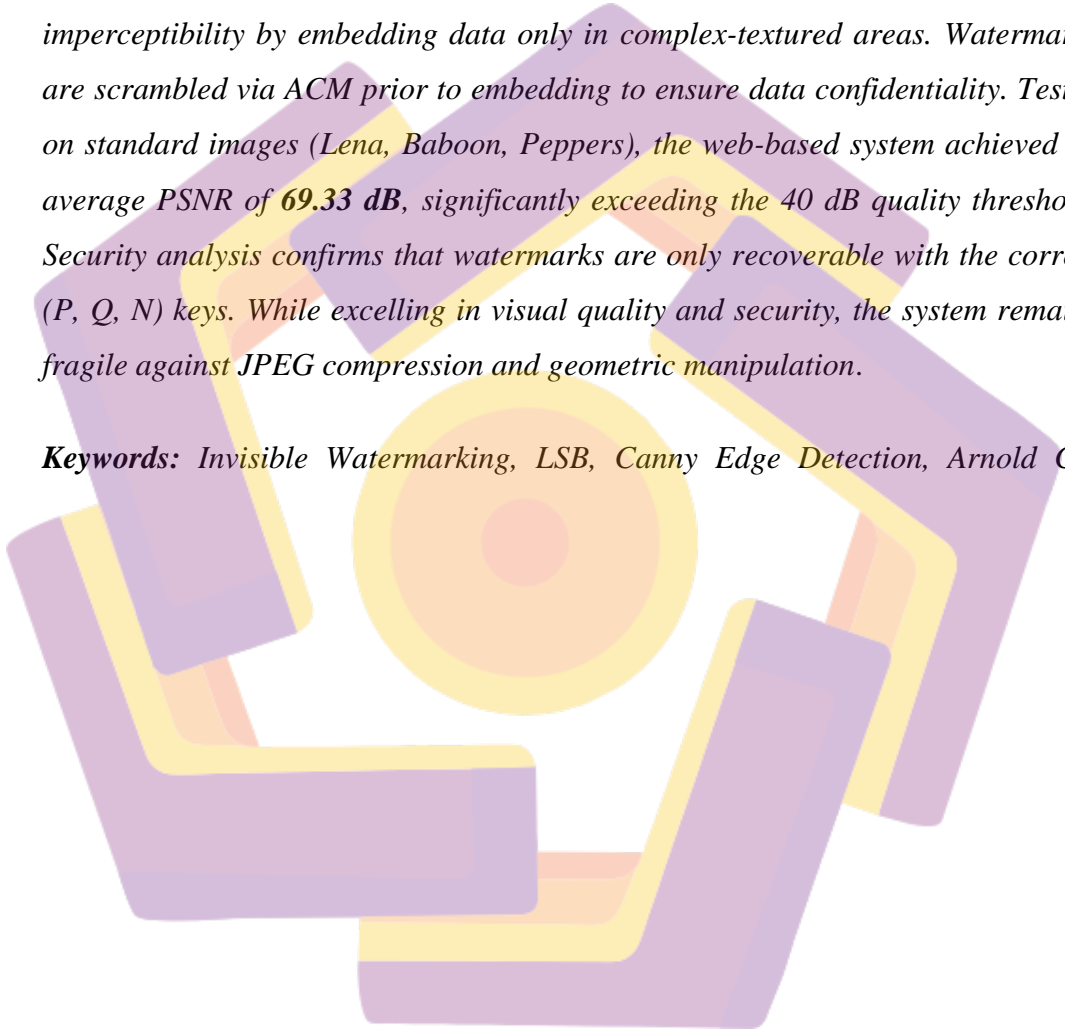 imperceptibility by embedding data only in complex-textured areas. Watermar
are scrambled via ACM prior to embedding to ensure data confidentiality. Test
on standard images (Lena, Baboon, Peppers), the web-based system achieved
average PSNR of 69.33 dB, significantly exceeding the 40 dB quality thresho
Security analysis confirms that watermarks are only recoverable with the corre
(P, Q, N) keys. While excelling in visual quality and security, the system remai
fragile against JPEG compression and geometric manipulation.
Keywords: Invisible Watermarking, LSB, Canny Edge Detection, Arnold C